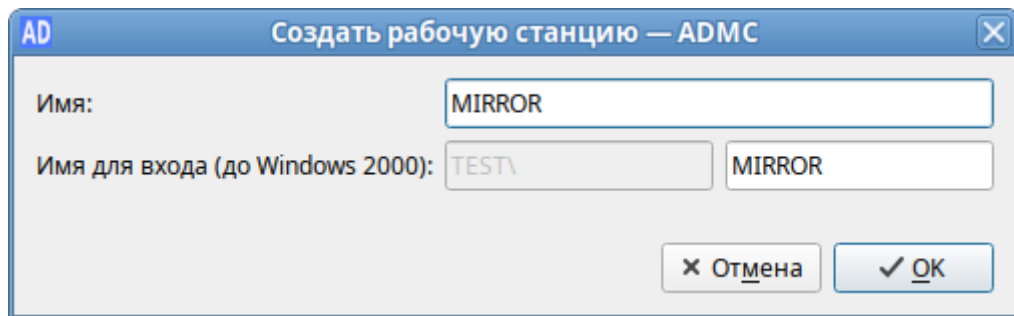 AD Создать рабочую станцию — ADMC
Имя: MIRROR
Имя для входа (до Windows 2000): TEST\ MIRROR
Отмена OK